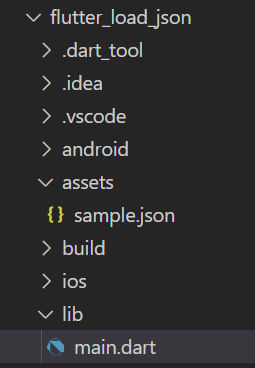 flutter_load_json
.dart_tool
.idea
.vscode
android
assets
sample.json
build
ios
lib
main.dart